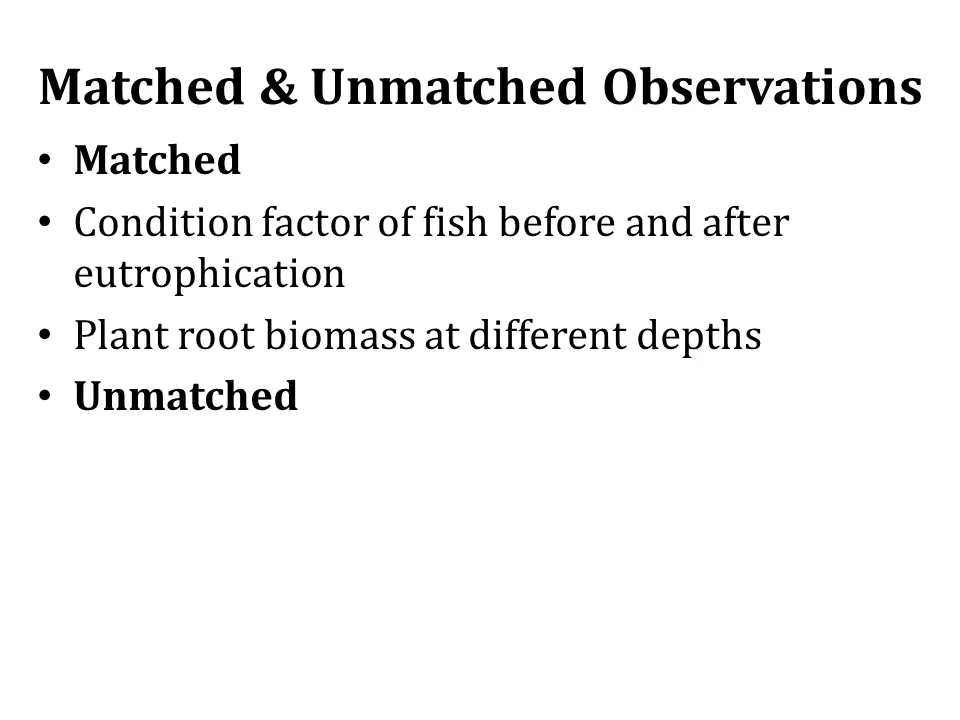 Matched & Unmatched Observations
• Matched
• Condition factor of fish before and after
eutrophication
• Plant root biomass at different depths
• Unmatched